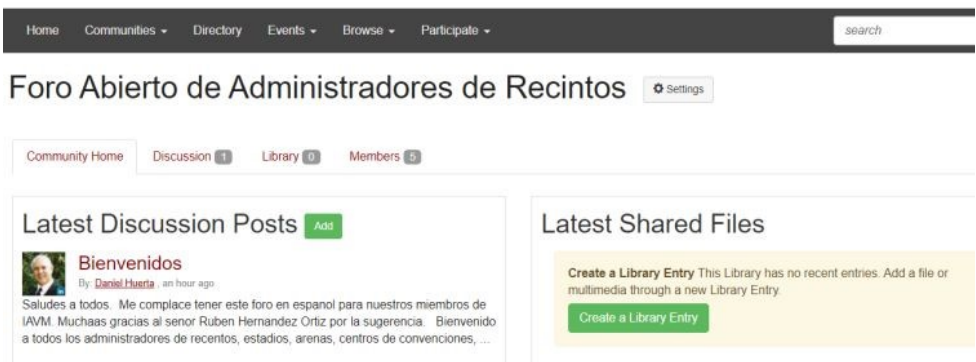 Home Communities Directory Events Browse Participate search
Foro Abierto de Administradores de Recintos Settings
Community Home Discussion 1 Library 0 Members 5
Latest Discussion Posts Add
Bienvenidos
By: Daniel Huerta , an hour ago
Saludes a todos. Me complace tener este foro en espanol para nuestros miembros de
IAVM. Muchaas gracias al senor Ruben Hernandez Ortiz por la sugerencia. Bienvenido
a todos los administradores de recentos, estadios, arenas, centros de convenciones, ...
Latest Shared Files
Create a Library Entry This Library has no recent entries. Add a file or
multimedia through a new Library Entry.
Create a Library Entry